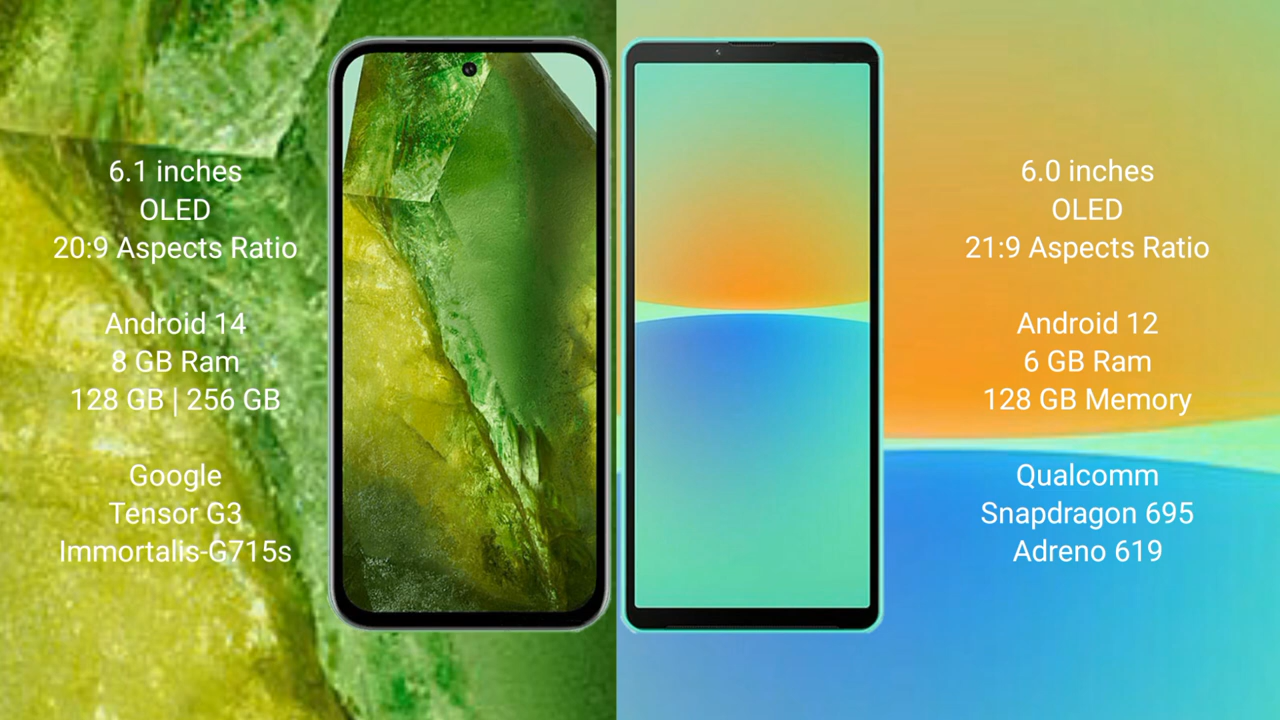 6.1 inches
OLED
20:9 Aspects Ratio
Android 14
8 GB Ram
128 GB | 256 GB
Google
Tensor G3
Immortalis-G715s
6.0 inches
OLED
21:9 Aspects Ratio
Android 12
6 GB Ram
128 GB Memory
Qualcomm
Snapdragon 695
Adreno 619